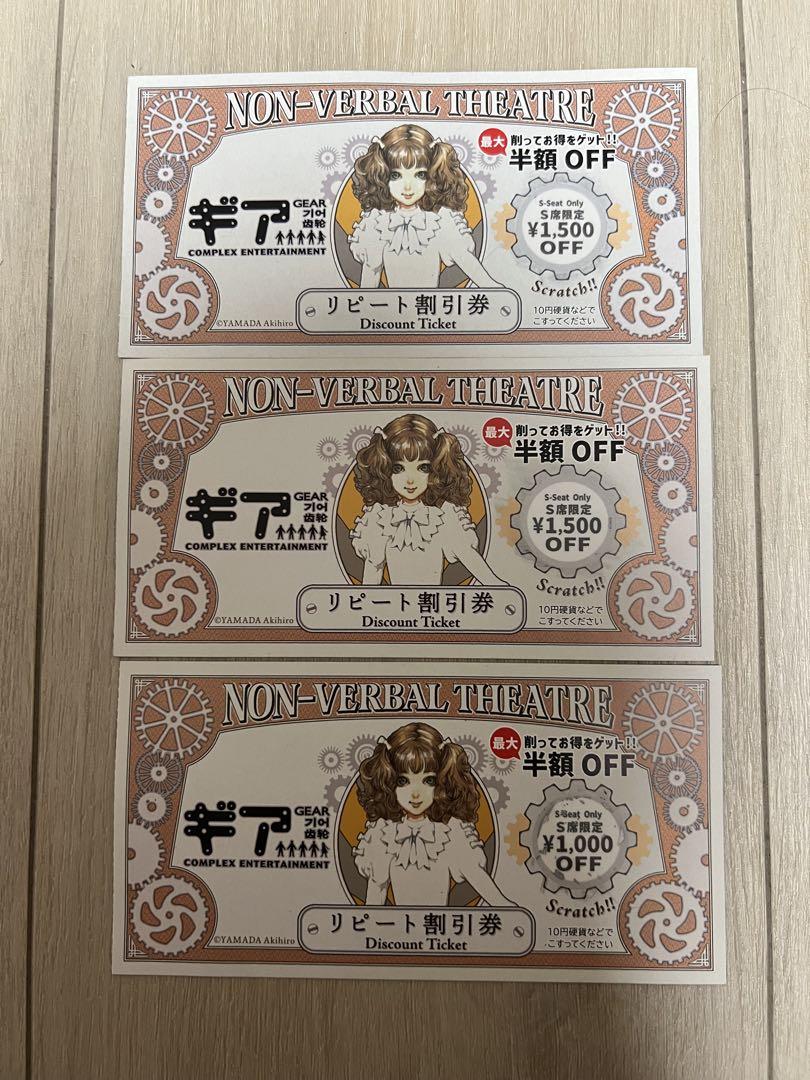 NON-VERBAL THEATRE
最大
削ってお得をゲット!!
半額 OFF
ギア
GEAR
기어
齿轮
COMPLEX ENTERTAINMENT
S-Seat Only
S席限定
¥1,500
OFF
Scratch!!
10円硬貨などで
こすってください
リピート割引券
Discount Ticket
©YAMADA Akihiro
NON-VERBAL THEATRE
最大
削ってお得をゲット!!
半額 OFF
ギア
GEAR
기어
齿轮
COMPLEX ENTERTAINMENT
S-Seat Only
S席限定
¥1,500
OFF
Scratch!!
10円硬貨などで
こすってください
リピート割引券
Discount Ticket
©YAMADA Akihiro
NON-VERBAL THEATRE
最大
削ってお得をゲット!!
半額 OFF
ギア
GEAR
기어
齿轮
COMPLEX ENTERTAINMENT
S-Seat Only
S席限定
¥1,000
OFF
Scratch!!
10円硬貨などで
こすってください
リピート割引券
Discount Ticket
©YAMADA Akihiro